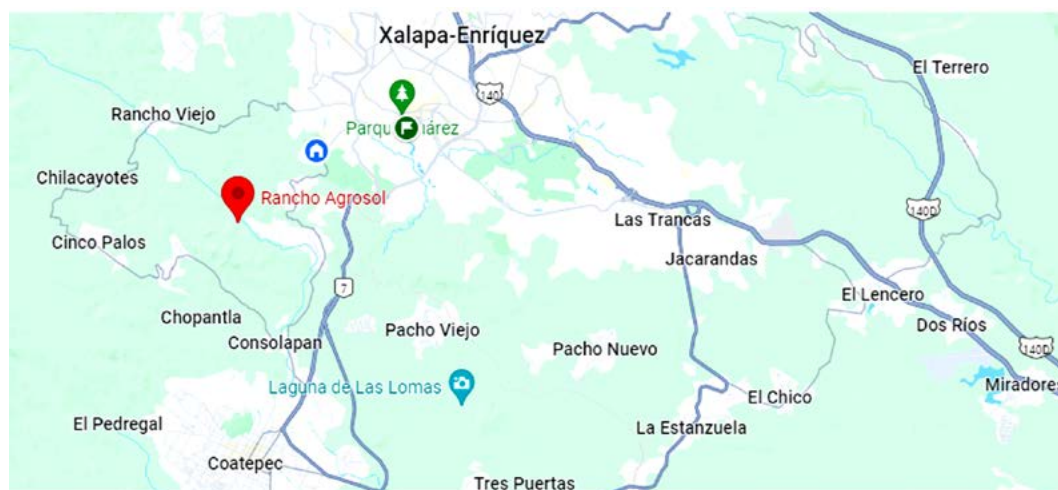 Xalapa-Enríquez
El Terrero
140
Rancho Viejo
Parqu iárez
Chilacayotes
Rancho Agrosol
140D
Las Trancas
Cinco Palos
Jacarandas
7
El Lencero
Chopantla
Pacho Viejo
Dos Ríos
Consolapan
Pacho Nuevo
140D
Laguna de Las Lomas
Miradores
El Chico
El Pedregal
La Estanzuela
Coatepec
Tres Puertas